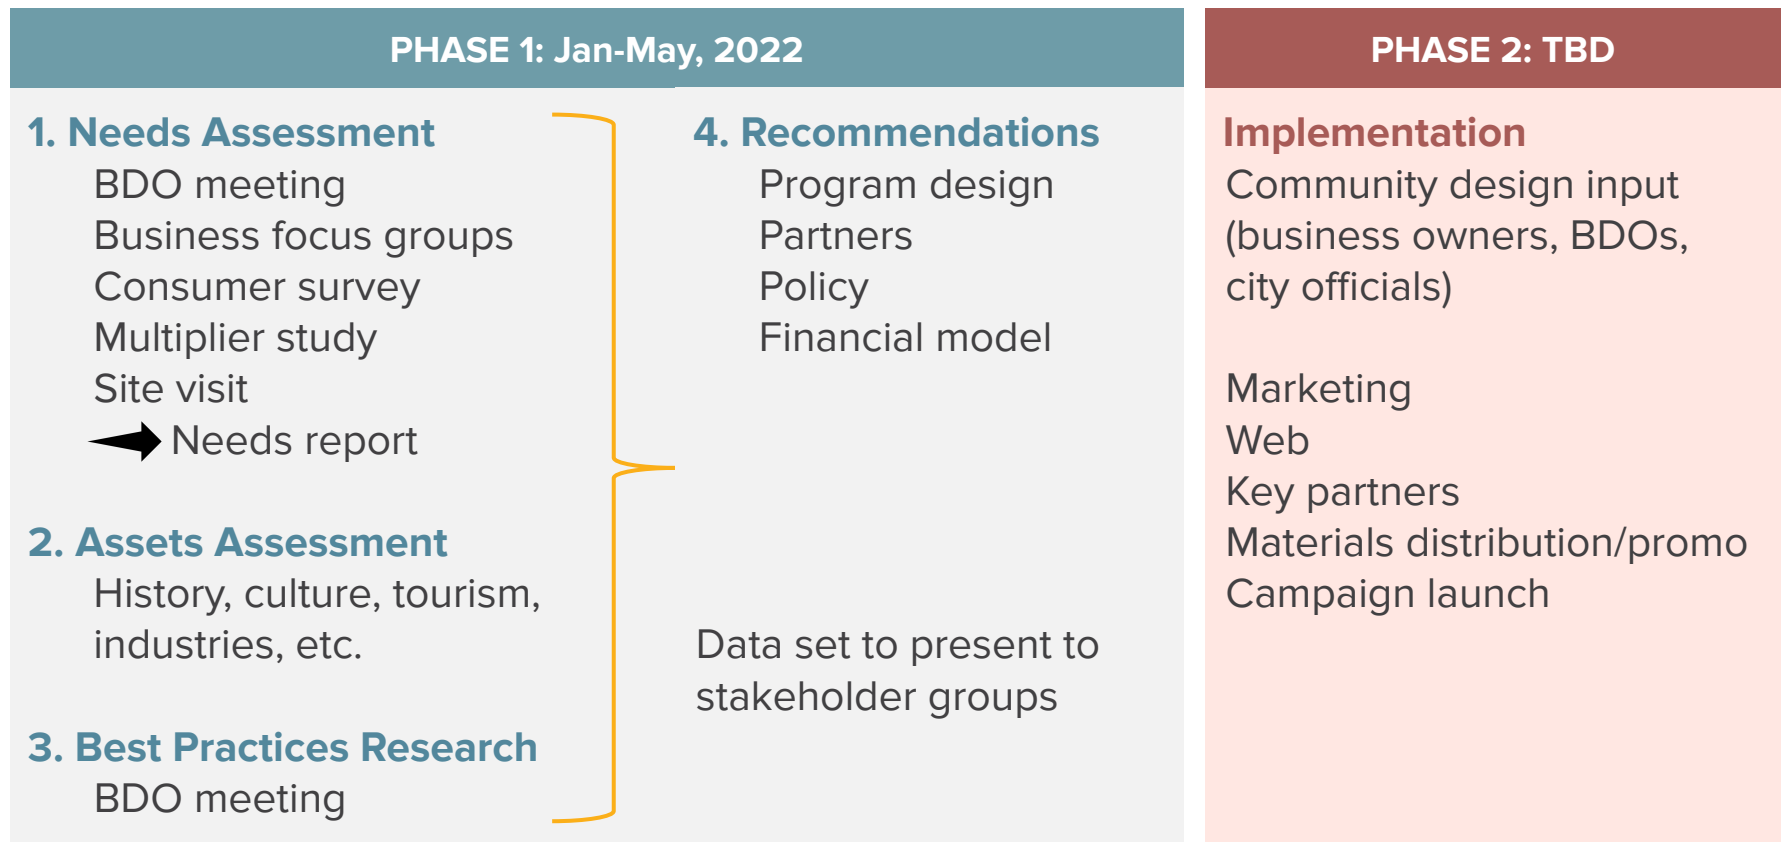 PHASE 1: Jan-May, 2022
1. Needs Assessment
BDO meeting
Business focus groups
Consumer survey
Multiplier study
Site visit
Needs report
2. Assets Assessment
History, culture, tourism,
industries, etc.
3. Best Practices Research
BDO meeting
4. Recommendations
Program design
Partners
Policy
Financial model
Data set to present to
stakeholder groups
PHASE 2: TBD
Implementation
Community design input
(business owners, BDOs,
city officials)
Marketing
Web
Key partners
Materials distribution/promo
Campaign launch